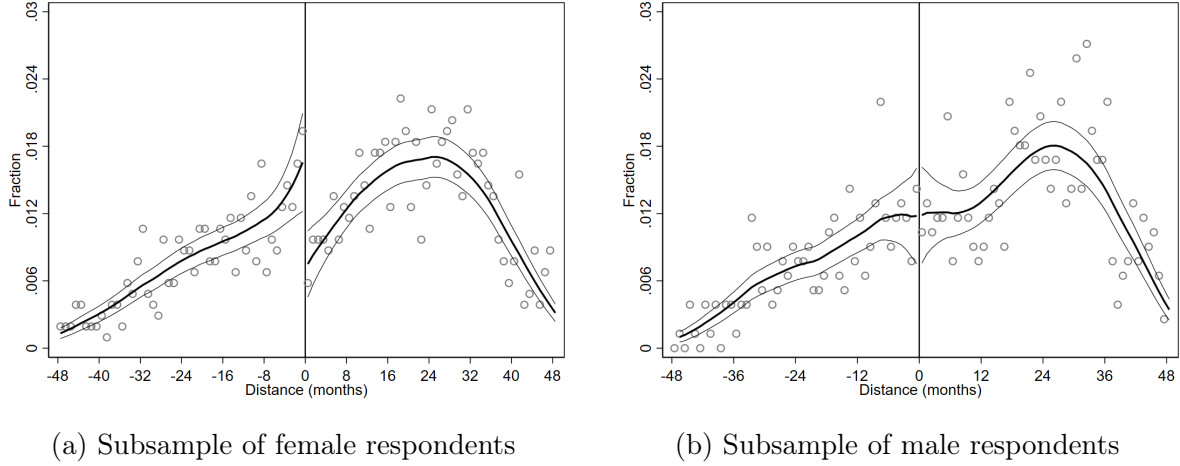 .03
.024
.018
.012
.006
0
Fraction
-48 -40 -32 -24 -16 -8 0 8 16 24 32 40 48
Distance (months)
(a) Subsample of female respondents
.03
.024
.018
.012
.006
0
Fraction
-48 -36 -24 -12 0 12 24 36 48
Distance (months)
(b) Subsample of male respondents